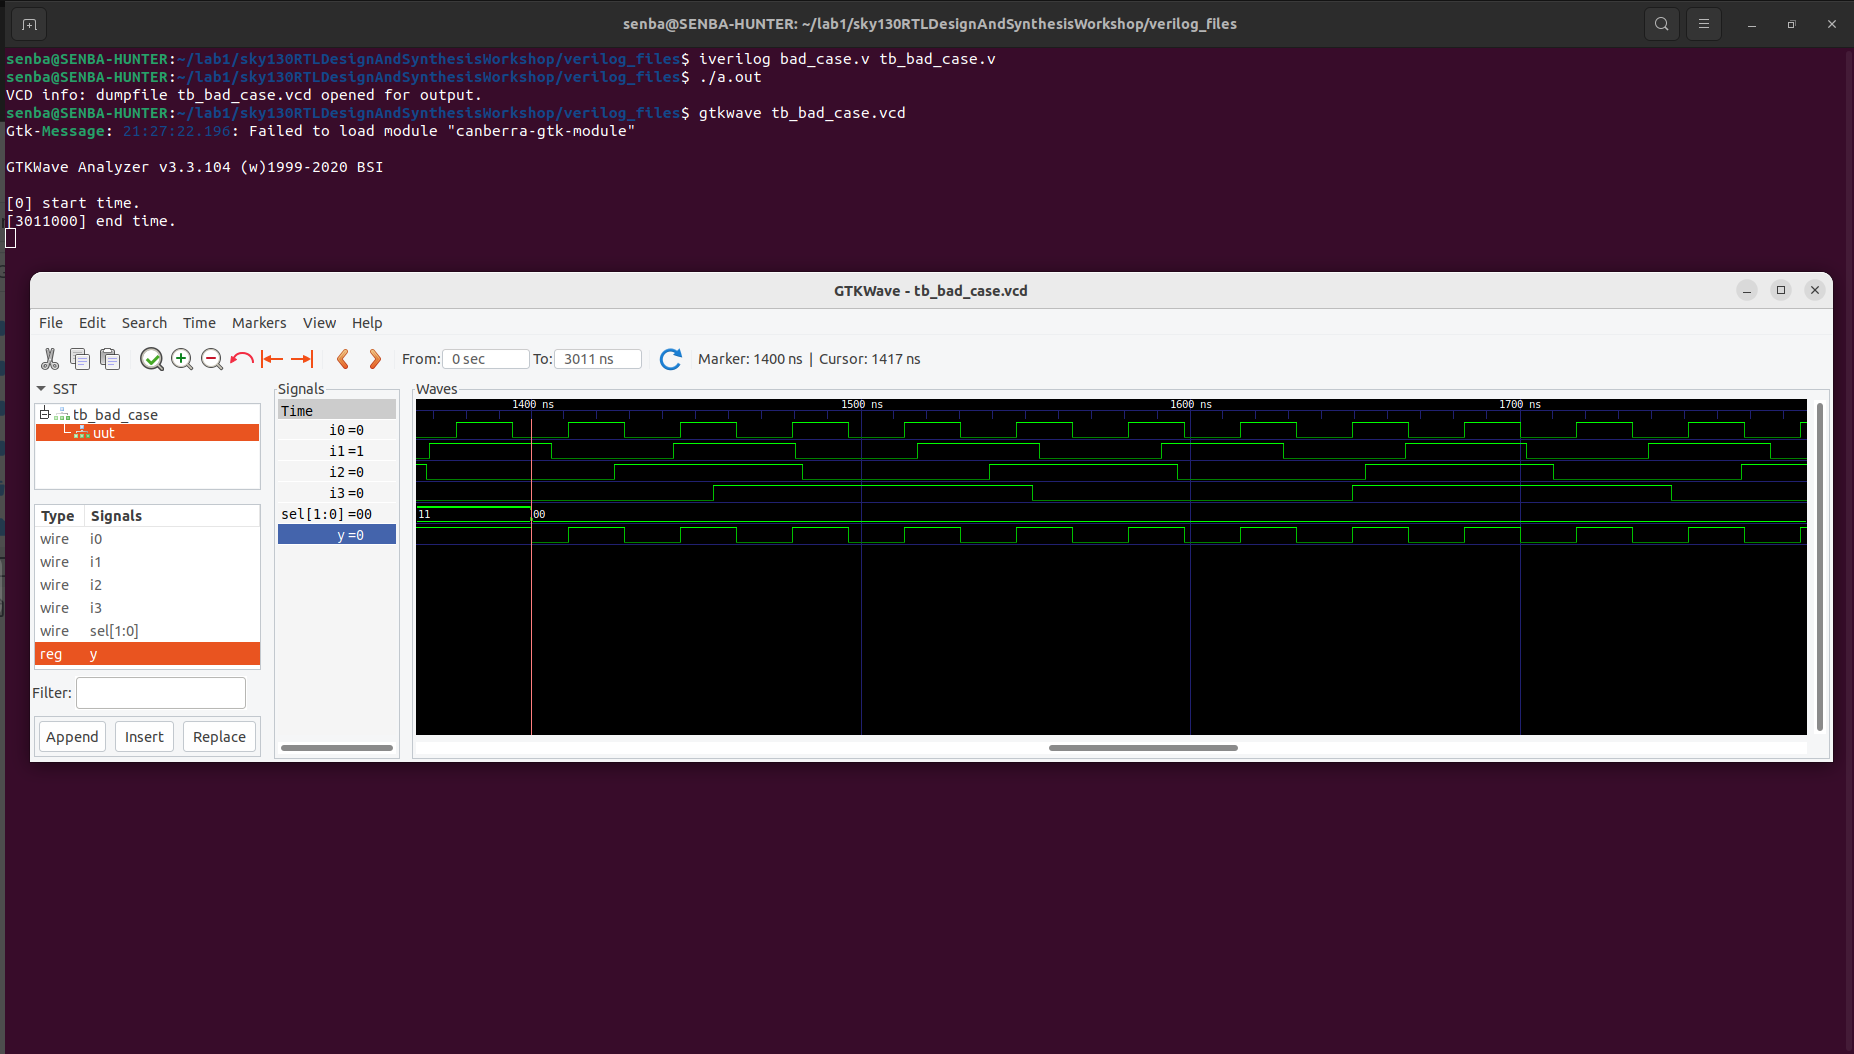 senba@SENBA-HUNTER: ~/lab1/sky130RTLDesignAndSynthesisWorkshop/verilog_files
senba@SENBA-HUNTER:~/lab1/sky130RTLDesignAndSynthesisWorkshop/verilog_files$ iverilog bad_case.v tb_bad_case.v
senba@SENBA-HUNTER:~/lab1/sky130RTLDesignAndSynthesisWorkshop/verilog_files$ ./a.out
VCD info: dumpfile tb_bad_case.vcd opened for output.
senba@SENBA-HUNTER:~/lab1/sky130RTLDesignAndSynthesisWorkshop/verilog_files$ gtkwave tb_bad_case.vcd
Gtk-Message: 21:27:22.196: Failed to load module "canberra-gtk-module"
GTKWave Analyzer v3.3.104 (w)1999-2020 BSI
[0] start time.
[3011000] end time.
GTKWave - tb_bad_case.vcd
File Edit Search Time Markers View Help
From: 0 sec To: 3011 ns Marker: 1400 ns | Cursor: 1417 ns
SST
tb_bad_case
uut
Type Signals
wire i0
wire i1
wire i2
wire i3
wire sel[1:0]
reg y
Filter:
Append Insert Replace
Signals
Time
i0=0
i1=1
i2=0
i3=0
sel[1:0]=00
y=0
Waves
1400 ns 1500 ns 1600 ns 1700 ns
11 00